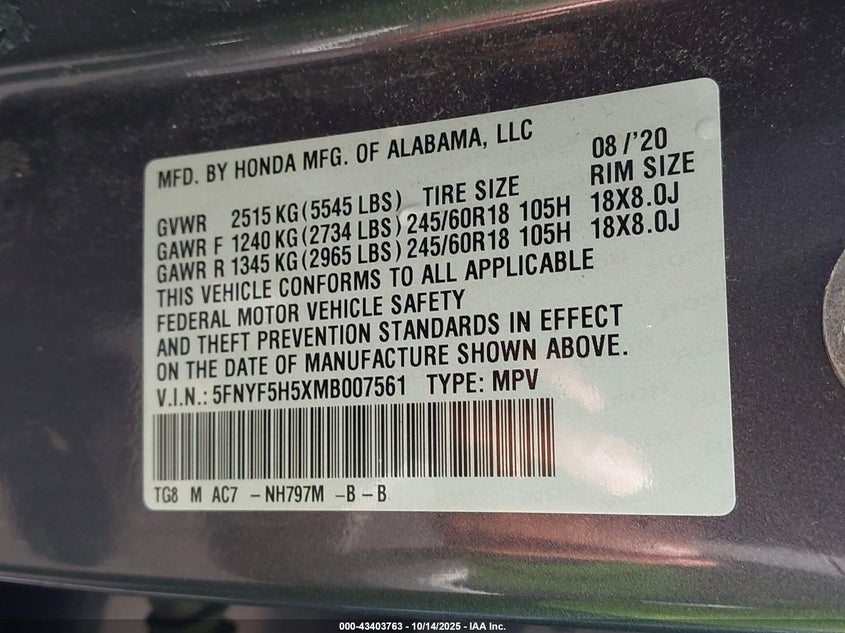 MFD. BY HONDA MFG. OF ALABAMA, LLC 08 /'20
GVWR 2515 KG (5545 LBS) TIRE SIZE RIM SIZE
GAWR F 1240 KG (2734 LBS) 245/60R18 105H 18X8.0J
GAWR R 1345 KG (2965 LBS) 245/60R18 105H 18X8.0J
THIS VEHICLE CONFORMS TO ALL APPLICABLE
FEDERAL MOTOR VEHICLE SAFETY
AND THEFT PREVENTION STANDARDS IN EFFECT
ON THE DATE OF MANUFACTURE SHOWN ABOVE.
V.I.N.: 5FNYF5H5XMB007561 TYPE: MPV
TG8 M AC7 -NH797M -B -B
000-43403763 - 10/14/2025 - IAA Inc.